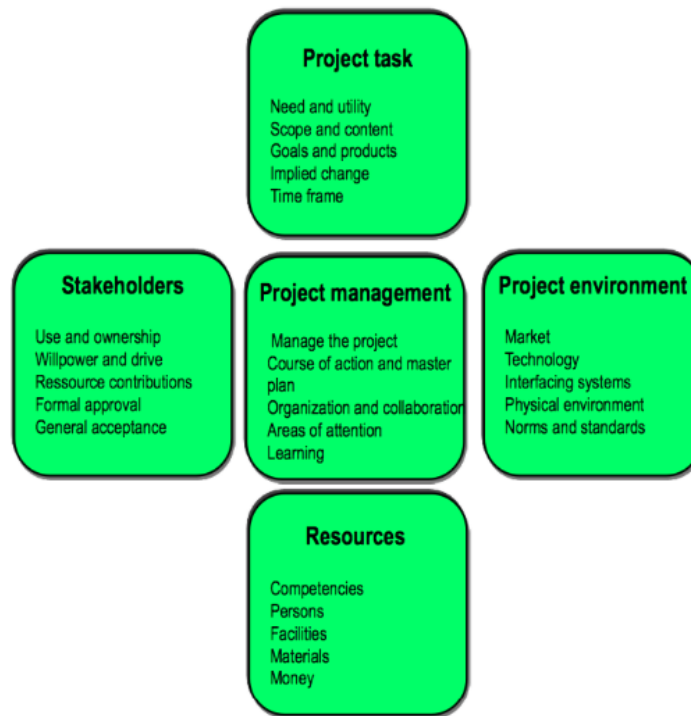 Project task
Need and utility
Scope and content
Goals and products
Implied change
Time frame
Stakeholders
Use and ownership
Willpower and drive
Ressource contributions
Formal approval
General acceptance
Project management
Manage the project
Course of action and master
plan
Organization and collaboration
Areas of attention
Learning
Project environment
Market
Technology
Interfacing systems
Physical environment
Norms and standards
Resources
Competencies
Persons
Facilities
Materials
Money